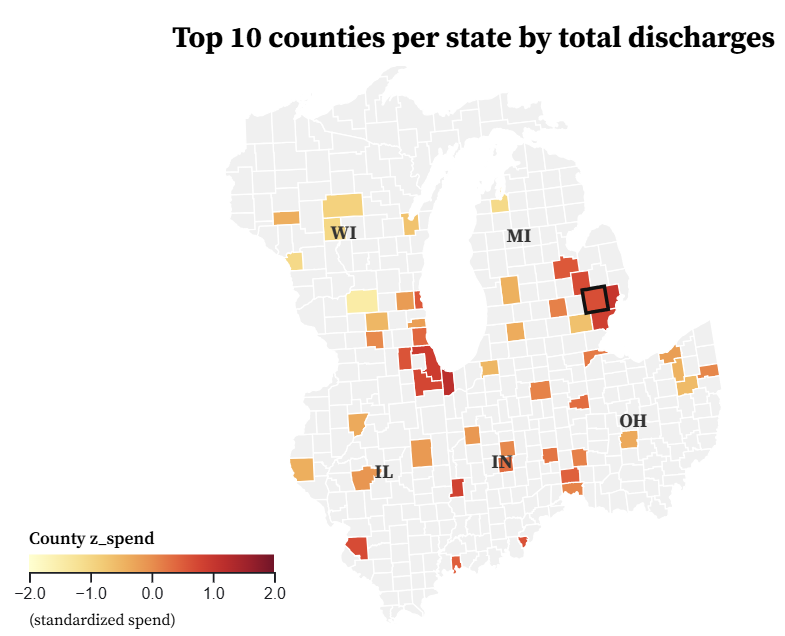 Top 10 counties per state by total discharges
WI
MI
OH
IL
IN
County z_spend
−2.0 −1.0 0.0 1.0 2.0
(standardized spend)